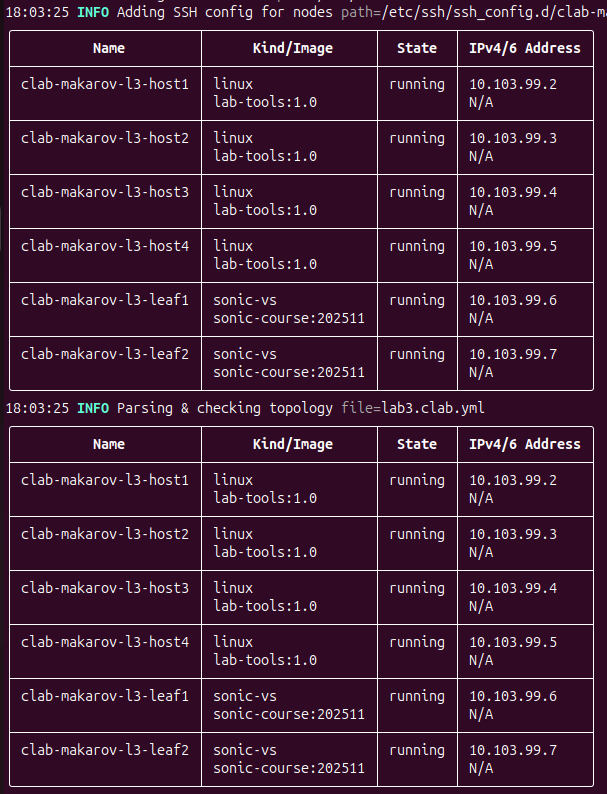 18:03:25 INFO Adding SSH config for nodes path=/etc/ssh/ssh_config.d/clab-m
Name Kind/Image State IPv4/6 Address
clab-makarov-l3-host1 linux running 10.103.99.2
lab-tools:1.0 N/A
clab-makarov-l3-host2 linux running 10.103.99.3
lab-tools:1.0 N/A
clab-makarov-l3-host3 linux running 10.103.99.4
lab-tools:1.0 N/A
clab-makarov-l3-host4 linux running 10.103.99.5
lab-tools:1.0 N/A
clab-makarov-l3-leaf1 sonic-vs running 10.103.99.6
sonic-course:202511 N/A
clab-makarov-l3-leaf2 sonic-vs running 10.103.99.7
sonic-course:202511 N/A
18:03:25 INFO Parsing & checking topology file=lab3.clab.yml
Name Kind/Image State IPv4/6 Address
clab-makarov-l3-host1 linux running 10.103.99.2
lab-tools:1.0 N/A
clab-makarov-l3-host2 linux running 10.103.99.3
lab-tools:1.0 N/A
clab-makarov-l3-host3 linux running 10.103.99.4
lab-tools:1.0 N/A
clab-makarov-l3-host4 linux running 10.103.99.5
lab-tools:1.0 N/A
clab-makarov-l3-leaf1 sonic-vs running 10.103.99.6
sonic-course:202511 N/A
clab-makarov-l3-leaf2 sonic-vs running 10.103.99.7
sonic-course:202511 N/A